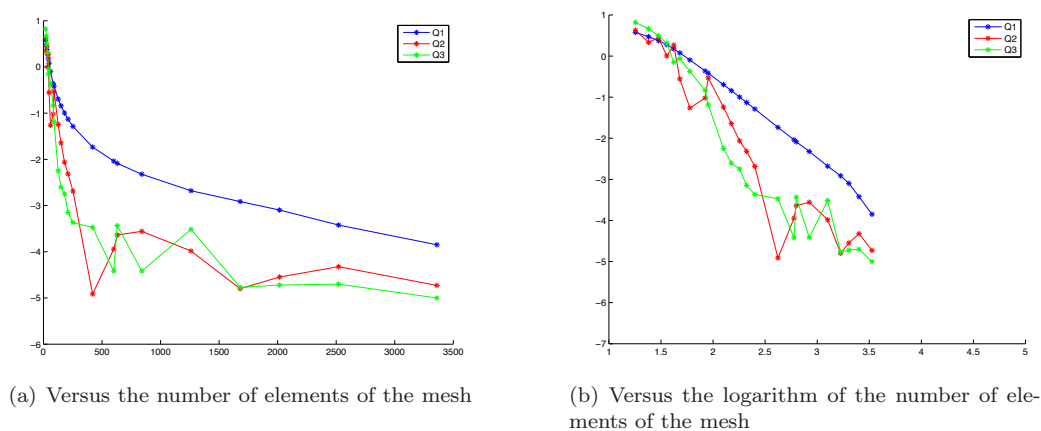 1
0
−1
−2
−3
−4
−5
−6
0 500 1000 1500 2000 2500 3000 3500
Q1
Q2
Q3
(a) Versus the number of elements of the mesh
1
0
−1
−2
−3
−4
−5
−6
−7
1 1.5 2 2.5 3 3.5 4 4.5 5
Q1
Q2
Q3
(b) Versus the logarithm of the number of ele-
ments of the mesh